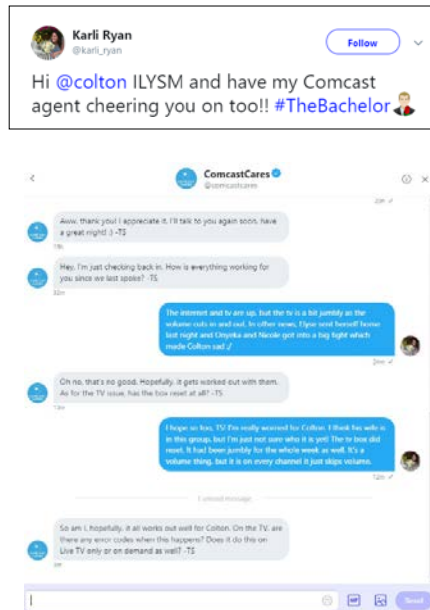 Karli Ryan
@karli_ryan
Follow
Hi @colton ILYSM and have my Comcast
agent cheering you on too!! #TheBachelor
ComcastCares
@comcastcares
Aww, thank you! I appreciate it. I'll talk to you again soon, have
a great night! :) -TS
Hey, I'm just checking back in. How is everything working for
you since we last spoke? -TS
The internet and tv are up, but the tv is a bit jumbly as the
volume cuts in and out. In other news, Elyse sent herself home
last night and Onyeka and Nicole got into a big fight which
made Colton sad :/
Oh no, that's no good. Hopefully, it gets worked out with them.
As for the TV issue, has the box reset at all? -TS
I hope so too, TS! I'm really worried for Colton. I think his wife is
in this group, but I'm just not sure who it is yet! The tv box did
reset. It had been jumbly for the whole week as well. It's a
volume thing, but it is on every channel it just skips volume.
12m
1 unread message
So am I, hopefully, it all works out well for Colton. On the TV, are
there any error codes when this happens? Does it do this on
Live TV only or on demand as well? -TS
GIF
Send